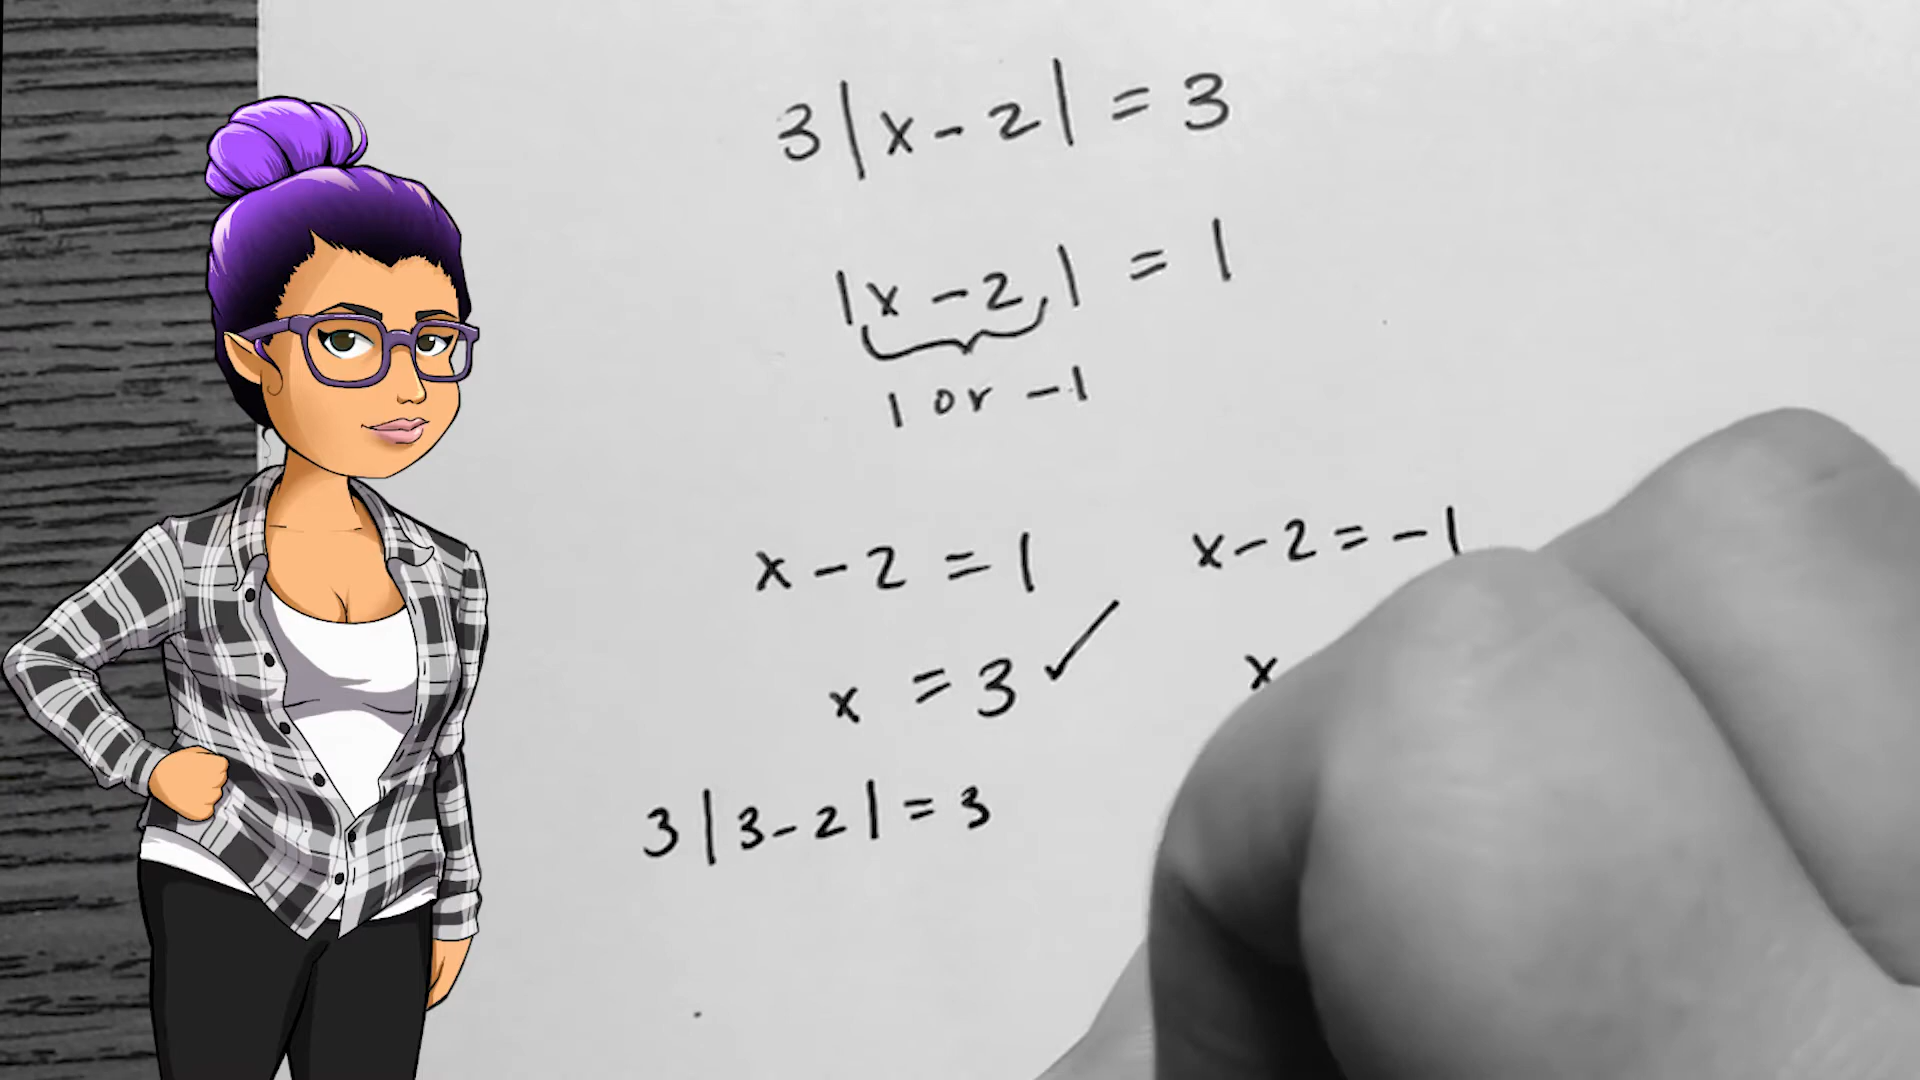 3|x-2| = 3
|x-2| = 1
1 or -1
x-2 = 1
x = 3 ✓
3|3-2| = 3
x-2 = -1
x